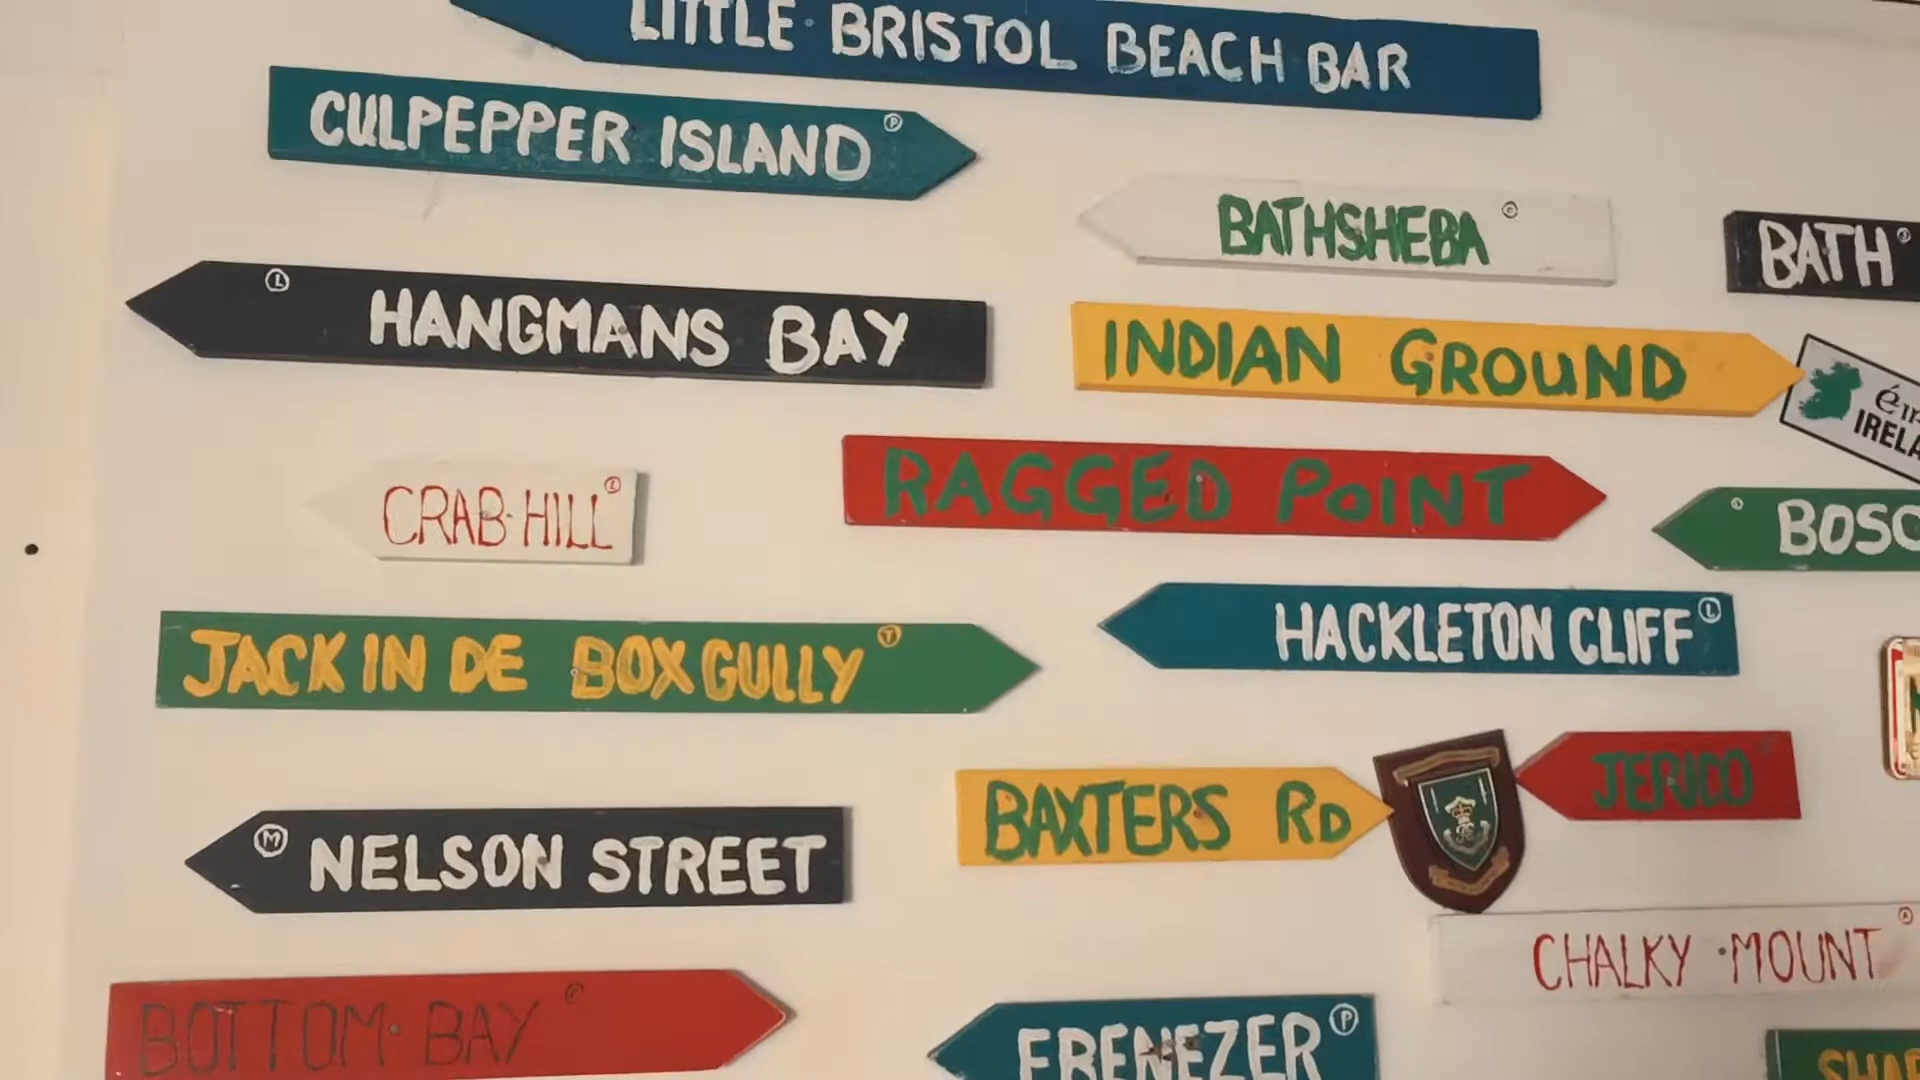 LITTLE BRISTOL BEACH BAR
CULPEPPER ISLAND P
BATHSHEBA
BATH
L HANGMANS BAY
INDIAN GROUND
IRELA
CRAB HILL L
RAGGED POINT
BOSC
JACK IN DE BOX GULLY T
HACKLETON CLIFF L
JERICO
BAXTERS RD
M NELSON STREET
CHALKY MOUNT A
BOTTOM BAY
EBENEZER P